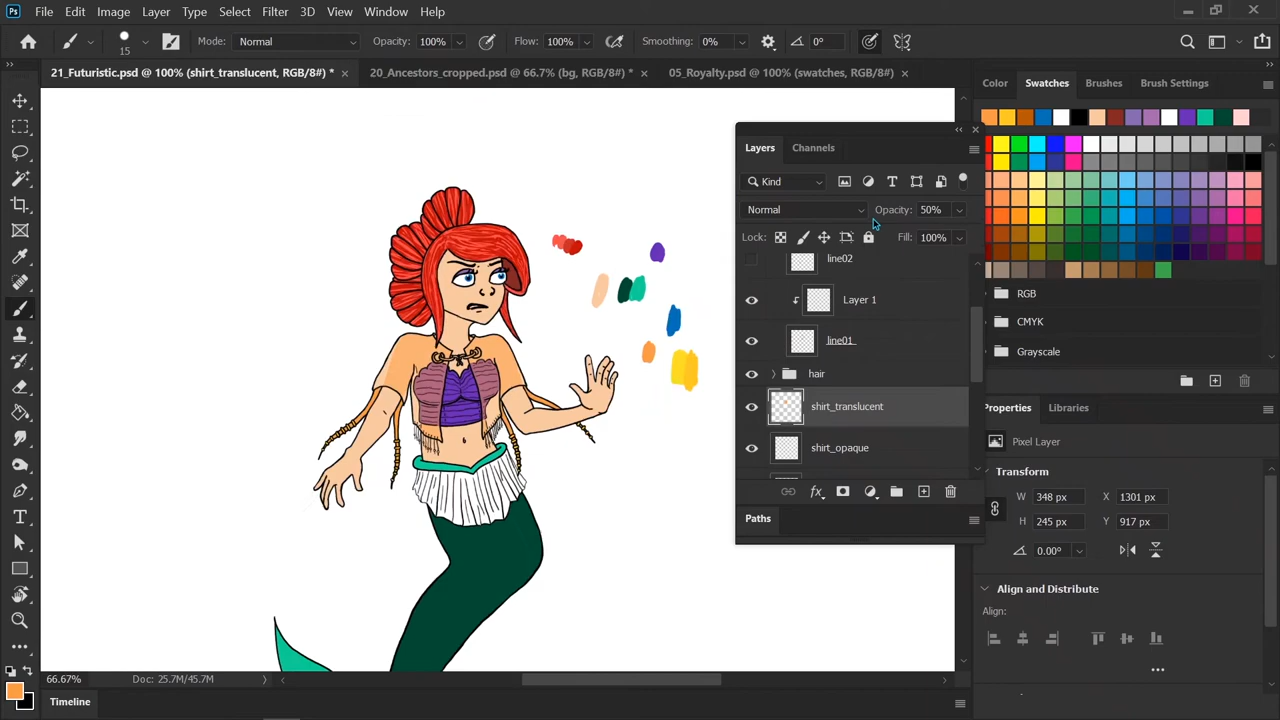 Ps File Edit Image Layer Type Select Filter 3D View Window Help
15 Mode: Normal Opacity: 100% Flow: 100% Smoothing: 0% 0°
21_Futuristic.psd @ 100% (shirt_translucent, RGB/8#) * 20_Ancestors_cropped.psd @ 66.7% (bg, RGB/8#) * 05_Royalty.psd @ 100% (swatches, RGB/8#)
Color Swatches Brushes Brush Settings
Layers Channels
Kind
Normal Opacity: 50%
Lock: Fill: 100%
line02
Layer 1
line01
hair
shirt_translucent
shirt_opaque
fx
Paths
RGB
CMYK
Grayscale
Properties Libraries
Pixel Layer
Transform
W 348 px X 1301 px
H 245 px Y 917 px
0.00°
Align and Distribute
Align:
66.67% Doc: 25.7M/45.7M
Timeline